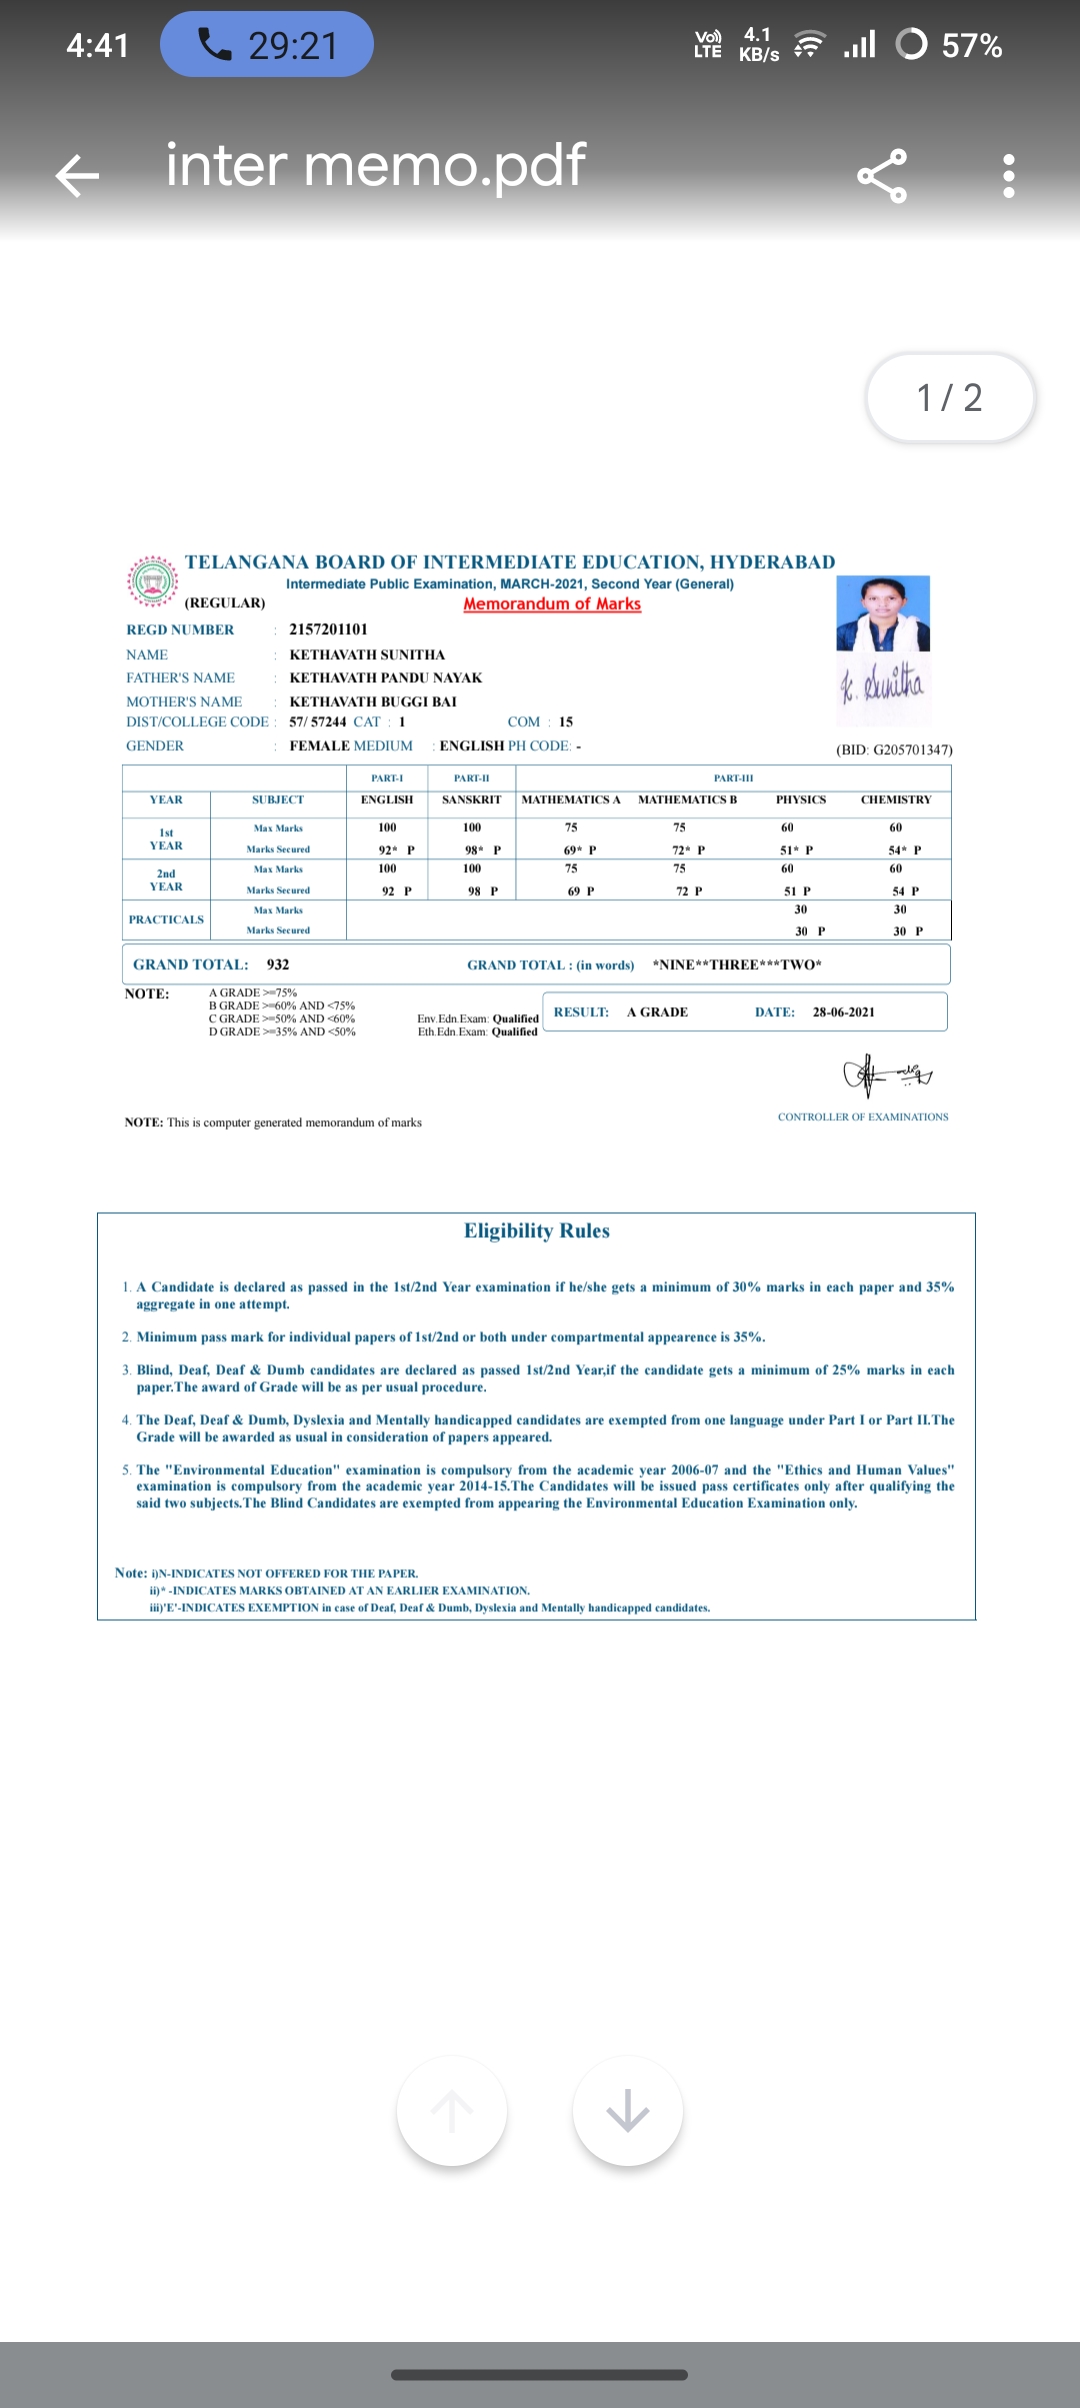 4:41 29:21 Vo) LTE 4.1 KB/s 57%
inter memo.pdf
1 / 2
TELANGANA BOARD OF INTERMEDIATE EDUCATION, HYDERABAD
Intermediate Public Examination, MARCH-2021, Second Year (General)
(REGULAR) Memorandum of Marks
REGD NUMBER : 2157201101
NAME : KETHAVATH SUNITHA
FATHER'S NAME : KETHAVATH PANDU NAYAK
K. Sunitha
MOTHER'S NAME : KETHAVATH BUGGI BAI
DIST/COLLEGE CODE : 57/ 57244 CAT : 1 COM : 15
GENDER : FEMALE MEDIUM : ENGLISH PH CODE: -
(BID: G205701347)
PART-I PART-II PART-III
YEAR SUBJECT ENGLISH SANSKRIT MATHEMATICS A MATHEMATICS B PHYSICS CHEMISTRY
1st YEAR Max Marks 100 100 75 75 60 60
Marks Secured 92* P 98* P 69* P 72* P 51* P 54* P
2nd YEAR Max Marks 100 100 75 75 60 60
Marks Secured 92 P 98 P 69 P 72 P 51 P 54 P
PRACTICALS Max Marks 30 30
Marks Secured 30 P 30 P
GRAND TOTAL: 932 GRAND TOTAL : (in words) *NINE**THREE***TWO*
NOTE: A GRADE >=75%
B GRADE >=60% AND <75%
C GRADE >=50% AND <60% Env.Edn.Exam: Qualified
D GRADE >=35% AND <50% Eth.Edn.Exam: Qualified
RESULT: A GRADE DATE: 28-06-2021
CONTROLLER OF EXAMINATIONS
NOTE: This is computer generated memorandum of marks
Eligibility Rules
1. A Candidate is declared as passed in the 1st/2nd Year examination if he/she gets a minimum of 30% marks in each paper and 35%
aggregate in one attempt.
2. Minimum pass mark for individual papers of 1st/2nd or both under compartmental appearence is 35%.
3. Blind, Deaf, Deaf & Dumb candidates are declared as passed 1st/2nd Year,if the candidate gets a minimum of 25% marks in each
paper.The award of Grade will be as per usual procedure.
4. The Deaf, Deaf & Dumb, Dyslexia and Mentally handicapped candidates are exempted from one language under Part I or Part II.The
Grade will be awarded as usual in consideration of papers appeared.
5. The "Environmental Education" examination is compulsory from the academic year 2006-07 and the "Ethics and Human Values"
examination is compulsory from the academic year 2014-15.The Candidates will be issued pass certificates only after qualifying the
said two subjects.The Blind Candidates are exempted from appearing the Environmental Education Examination only.
Note: i)N-INDICATES NOT OFFERED FOR THE PAPER.
ii)* -INDICATES MARKS OBTAINED AT AN EARLIER EXAMINATION.
iii)'E'-INDICATES EXEMPTION in case of Deaf, Deaf & Dumb, Dyslexia and Mentally handicapped candidates.